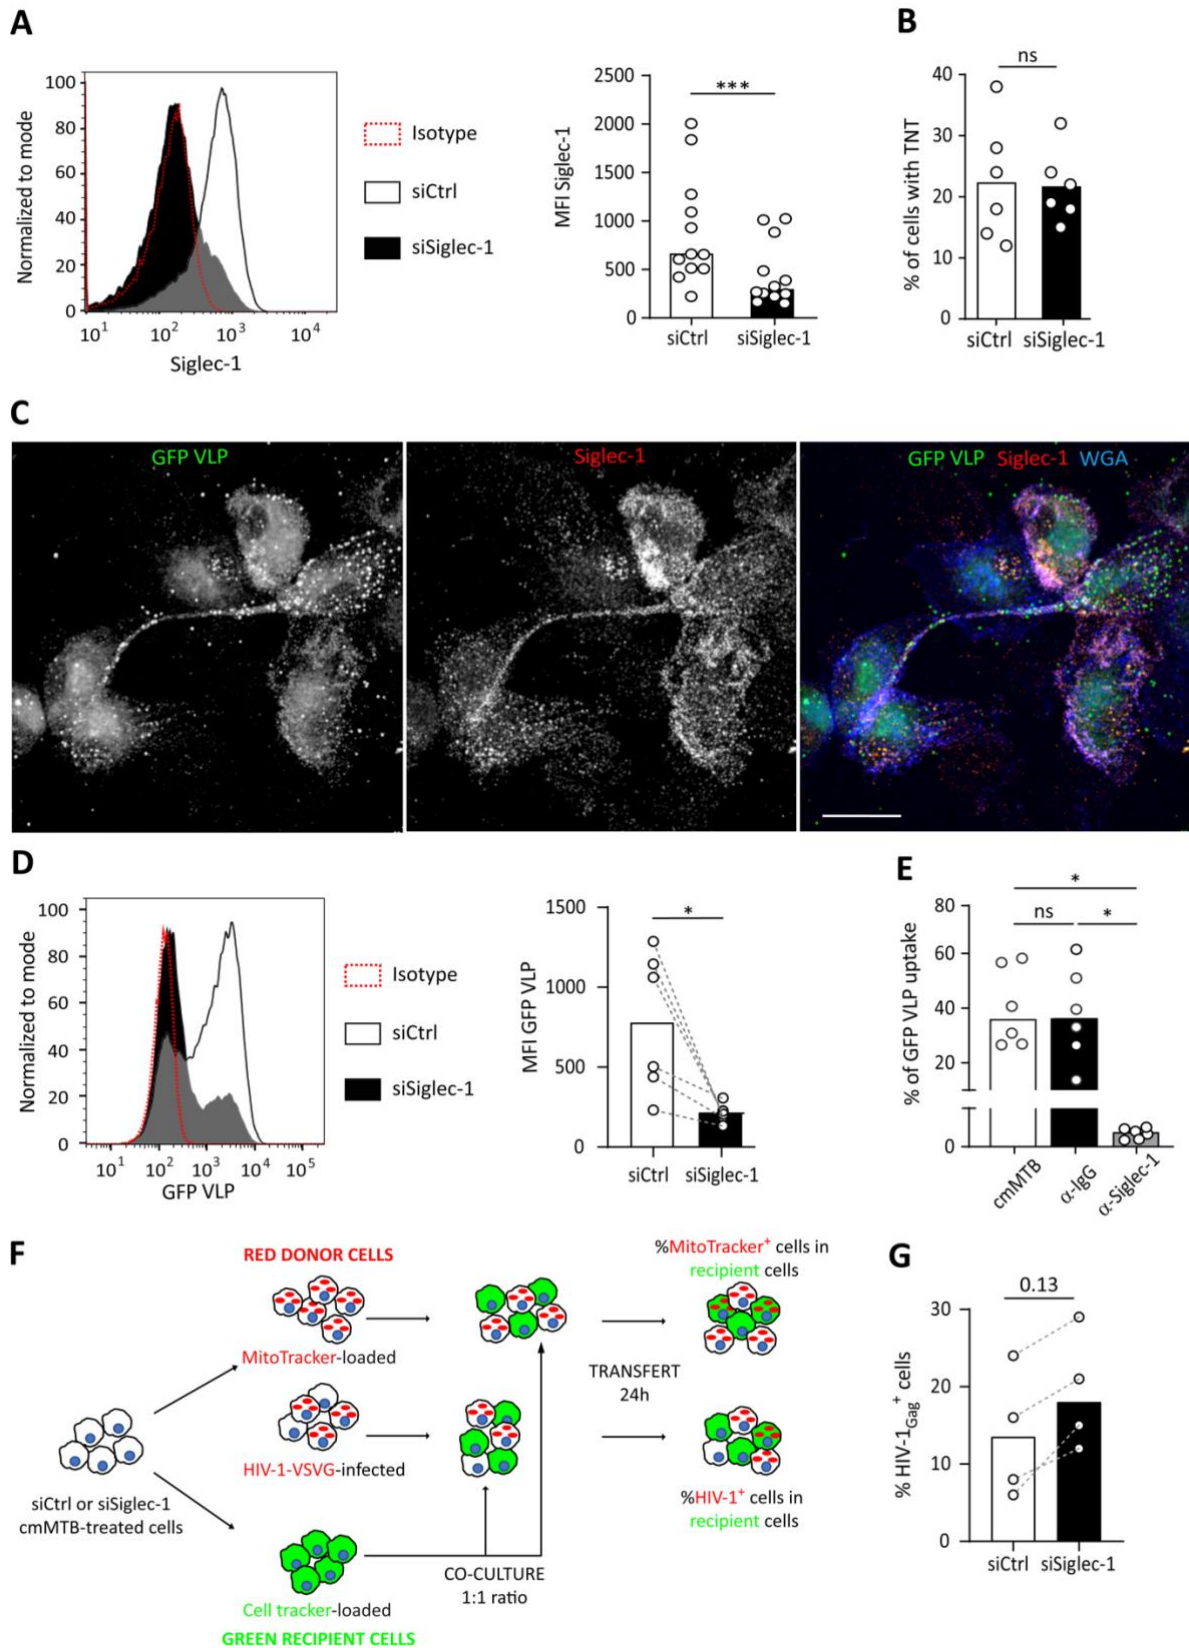 A
Normalized to mode
100
80
60
40
20
0
10¹ 10² 10³ 10⁴
Siglec-1
Isotype
siCtrl
siSiglec-1
MFI Siglec-1
2500
2000
1500
1000
500
0
***
siCtrl siSiglec-1
B
% of cells with TNT
40
30
20
10
0
ns
siCtrl siSiglec-1
C
GFP VLP
Siglec-1
GFP VLP Siglec-1 WGA
D
Normalized to mode
100
80
60
40
20
0
10¹ 10² 10³ 10⁴ 10⁵
GFP VLP
Isotype
siCtrl
siSiglec-1
MFI GFP VLP
1500
1000
500
0
*
siCtrl siSiglec-1
E
% of GFP VLP uptake
80
60
40
20
0
*
ns *
cmMTB
α-IgG
α-Siglec-1
F
RED DONOR CELLS
MitoTracker-loaded
HIV-1-VSVG-infected
siCtrl or siSiglec-1
cmMTB-treated cells
Cell tracker-loaded
GREEN RECIPIENT CELLS
CO-CULTURE
1:1 ratio
TRANSFERT
24h
%MitoTracker⁺ cells in
recipient cells
%HIV-1⁺ cells in
recipient cells
G
% HIV-1Gag⁺ cells
30
20
10
0
0.13
siCtrl siSiglec-1